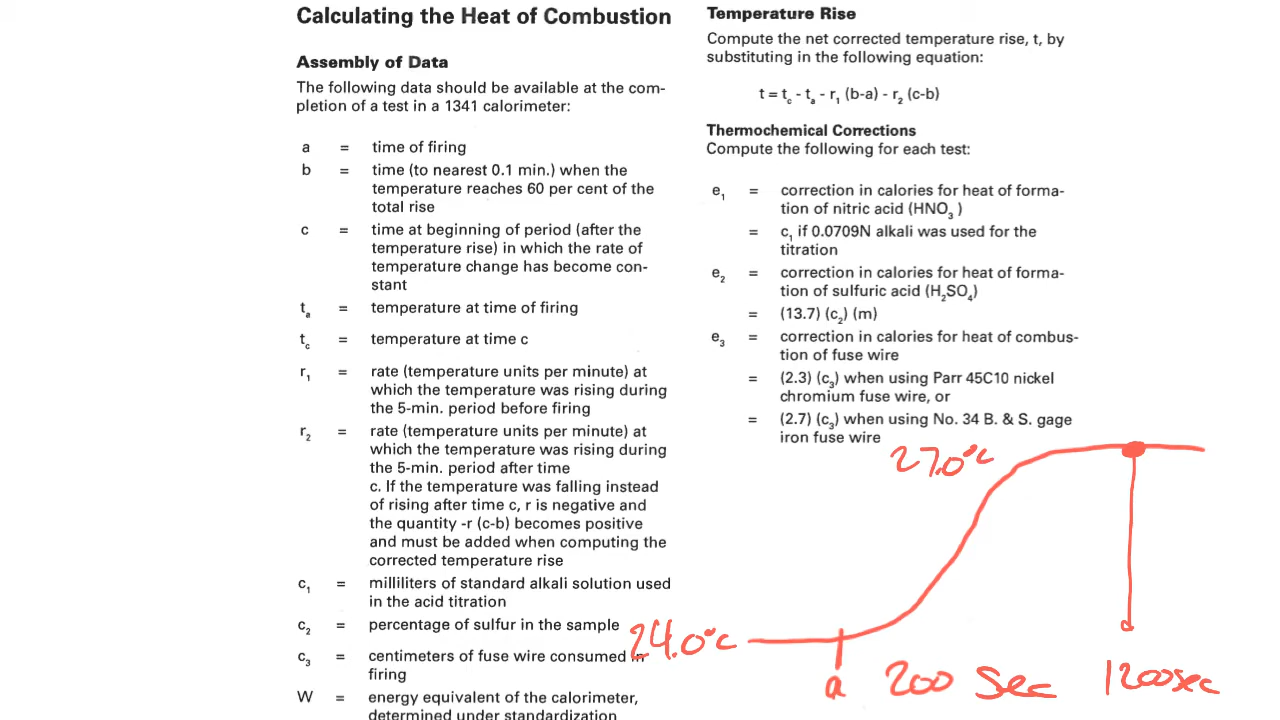 Calculating the Heat of Combustion
Assembly of Data
The following data should be available at the com-
pletion of a test in a 1341 calorimeter:
a = time of firing
b = time (to nearest 0.1 min.) when the
temperature reaches 60 per cent of the
total rise
c = time at beginning of period (after the
temperature rise) in which the rate of
temperature change has become con-
stant
tₐ = temperature at time of firing
t_c = temperature at time c
r₁ = rate (temperature units per minute) at
which the temperature was rising during
the 5-min. period before firing
r₂ = rate (temperature units per minute) at
which the temperature was rising during
the 5-min. period after time
c. If the temperature was falling instead
of rising after time c, r is negative and
the quantity -r (c-b) becomes positive
and must be added when computing the
corrected temperature rise
c₁ = milliliters of standard alkali solution used
in the acid titration
c₂ = percentage of sulfur in the sample
c₃ = centimeters of fuse wire consumed in
firing
W = energy equivalent of the calorimeter,
determined under standardization
Temperature Rise
Compute the net corrected temperature rise, t, by
substituting in the following equation:
t = t_c - tₐ - r₁ (b-a) - r₂ (c-b)
Thermochemical Corrections
Compute the following for each test:
e₁ = correction in calories for heat of forma-
tion of nitric acid (HNO₃ )
= c₁ if 0.0709N alkali was used for the
titration
e₂ = correction in calories for heat of forma-
tion of sulfuric acid (H₂SO₄)
= (13.7) (c₂) (m)
e₃ = correction in calories for heat of combus-
tion of fuse wire
= (2.3) (c₃) when using Parr 45C10 nickel
chromium fuse wire, or
= (2.7) (c₃) when using No. 34 B. & S. gage
iron fuse wire
27.0°C
24.0°C
a 200 sec 1200sec